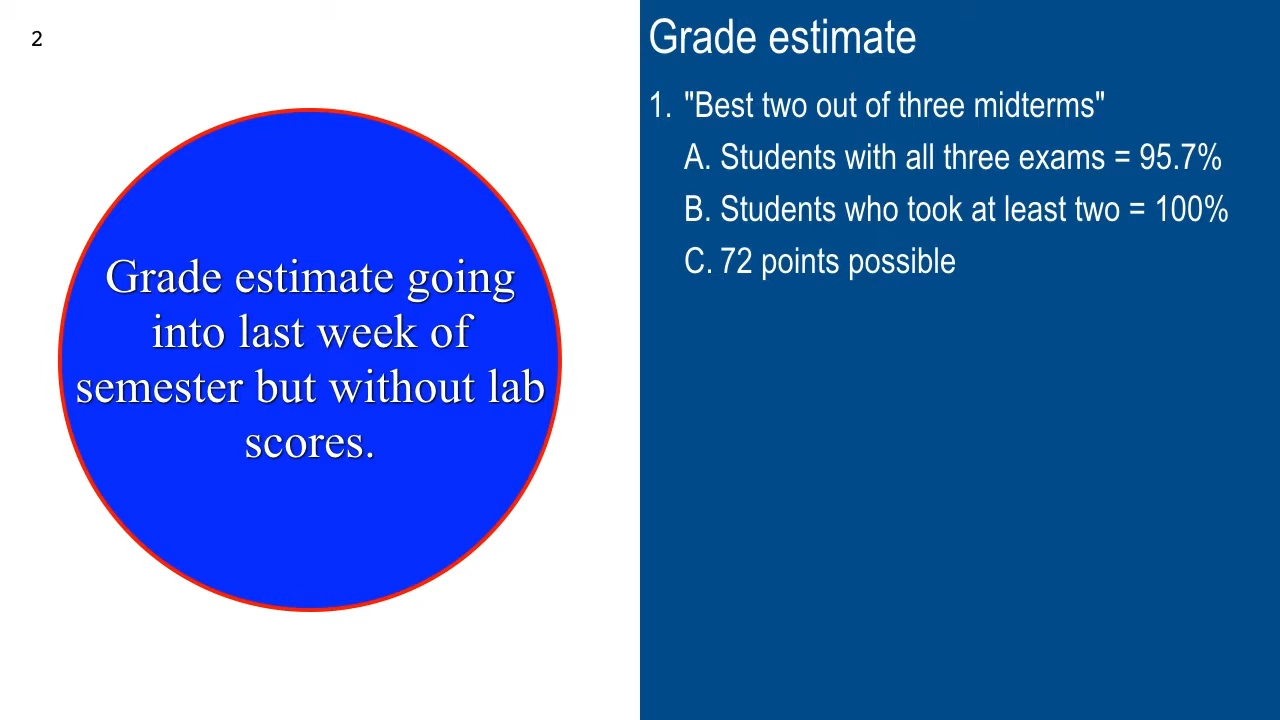 2
Grade estimate going
into last week of
semester but without lab
scores.
Grade estimate
1. "Best two out of three midterms"
A. Students with all three exams = 95.7%
B. Students who took at least two = 100%
C. 72 points possible